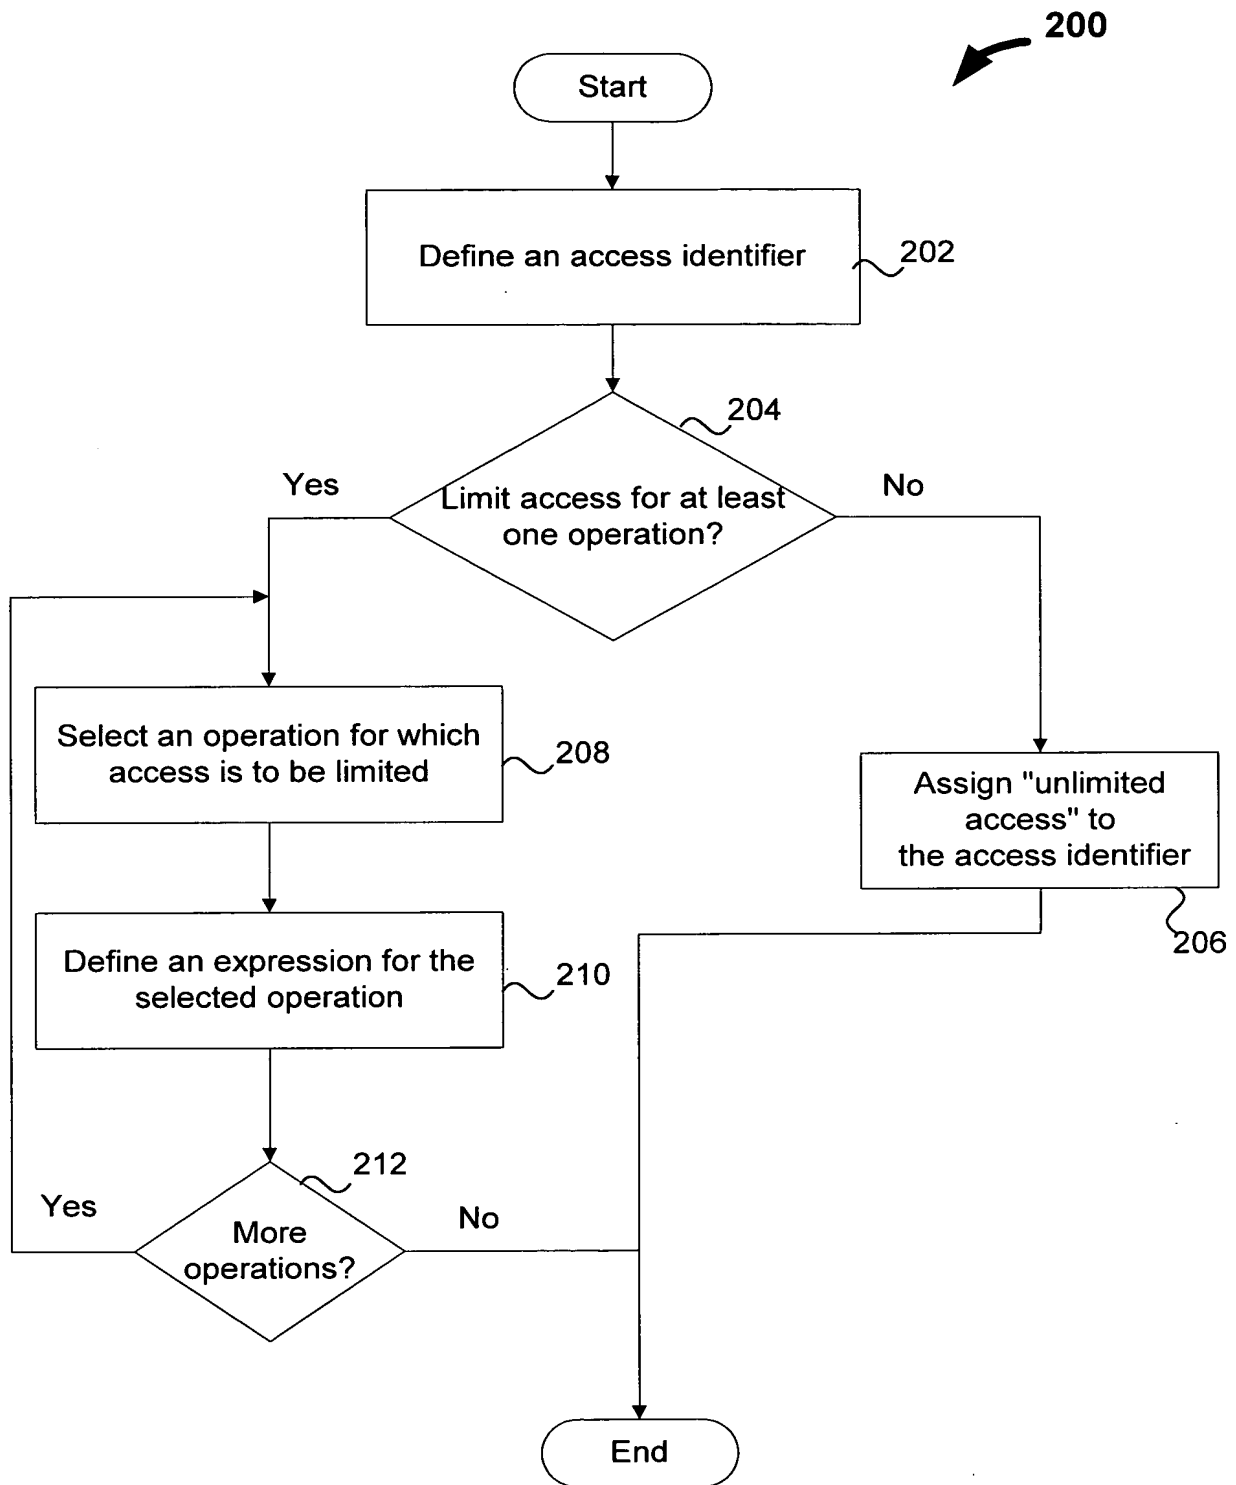 200
Start
Define an access identifier
202
204
Yes
Limit access for at least
one operation?
No
Select an operation for which
access is to be limited
208
Assign "unlimited
access" to
the access identifier
206
Define an expression for the
selected operation
210
212
Yes
More
operations?
No
End